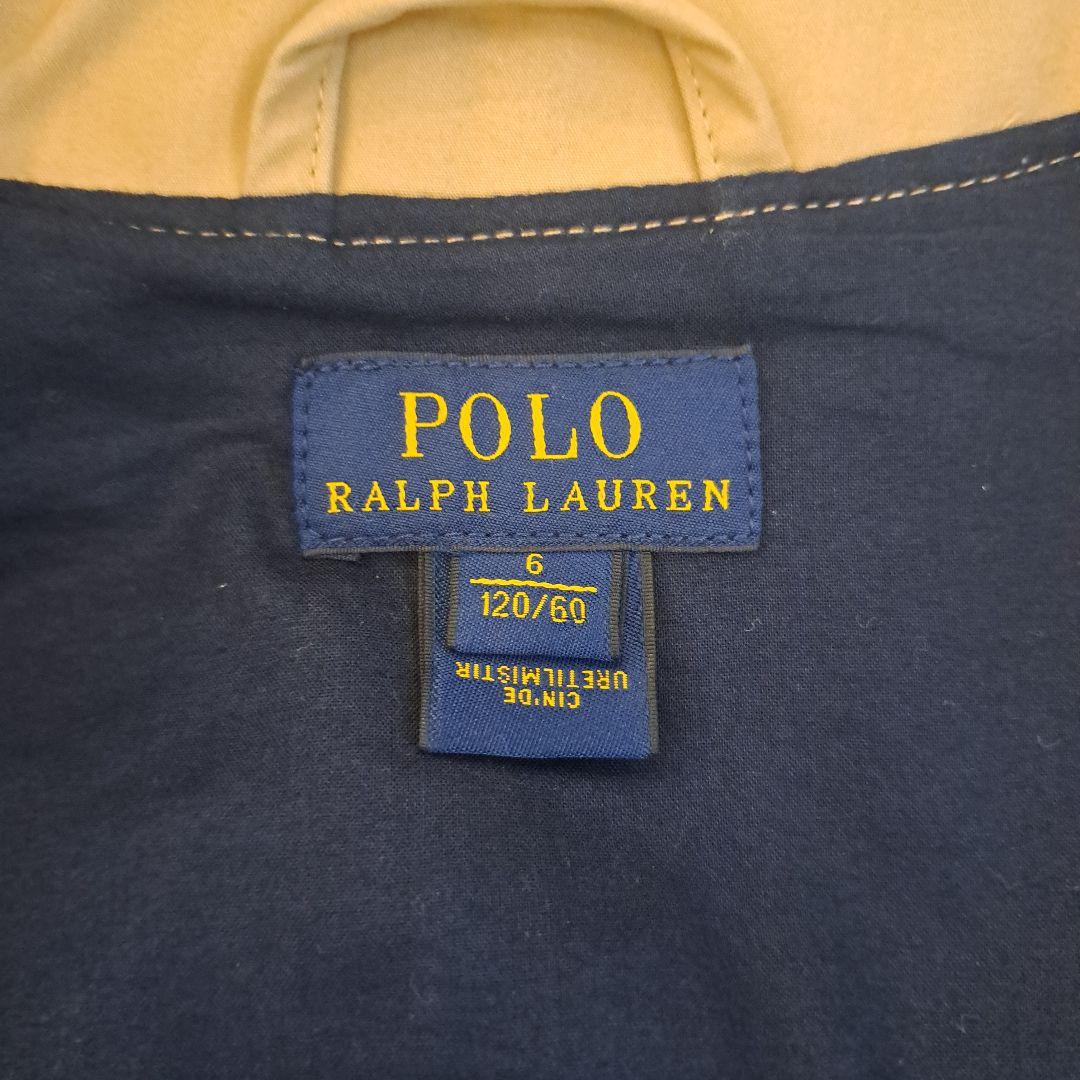 POLO
RALPH LAUREN
6
120/60
CIN'DE
URETILMISTIR